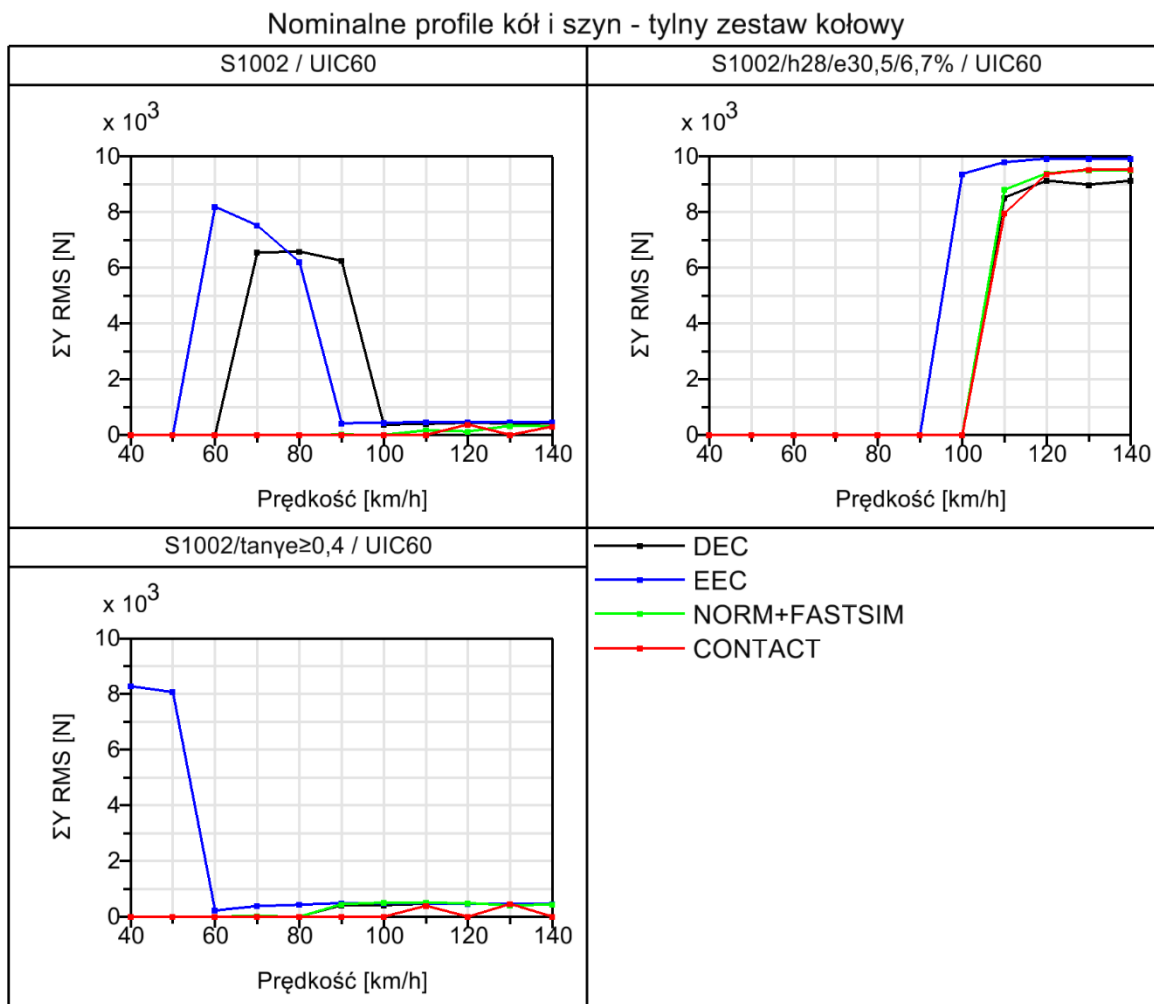 Nominalne profile kół i szyn - tylny zestaw kołowy
S1002 / UIC60
x 10³
10
8
6
4
2
0
ΣY RMS [N]
40 60 80 100 120 140
Prędkość [km/h]
S1002/h28/e30,5/6,7% / UIC60
x 10³
10
8
6
4
2
0
ΣY RMS [N]
40 60 80 100 120 140
Prędkość [km/h]
S1002/tanγe≥0,4 / UIC60
x 10³
10
8
6
4
2
0
ΣY RMS [N]
40 60 80 100 120 140
Prędkość [km/h]
DEC
EEC
NORM+FASTSIM
CONTACT